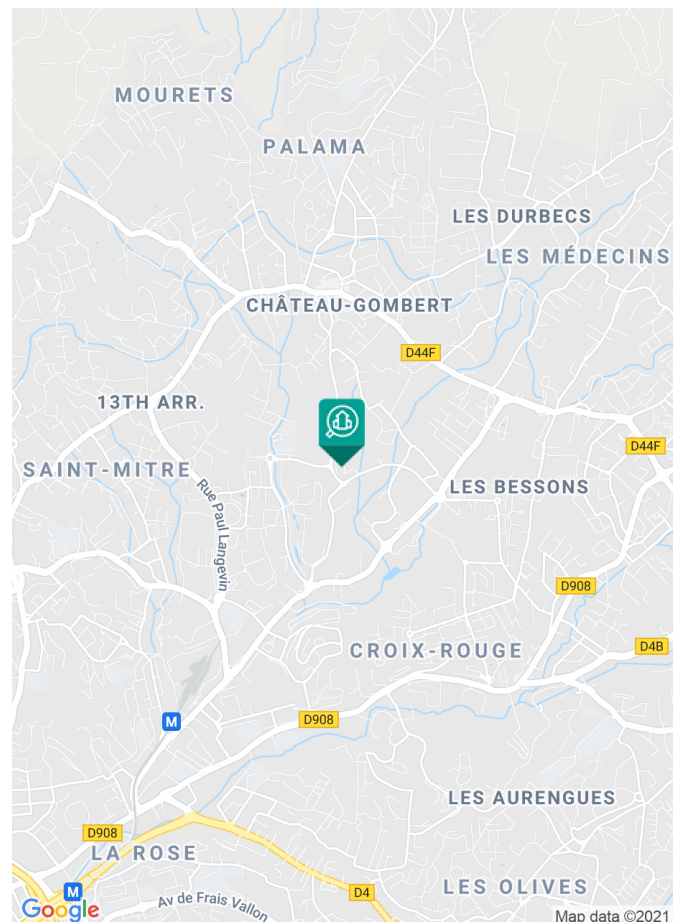 MOURETS
PALAMA
LES DURBECS
LES MÉDECINS
CHÂTEAU-GOMBERT
D44F
13TH ARR.
D44F
SAINT-MITRE
LES BESSONS
Rue Paul Langevin
D908
D4B
CROIX-ROUGE
M
D908
LES AURENGUES
D908
LA ROSE
M
D4
LES OLIVES
Av de Frais Vallon
Google
Map data ©2021